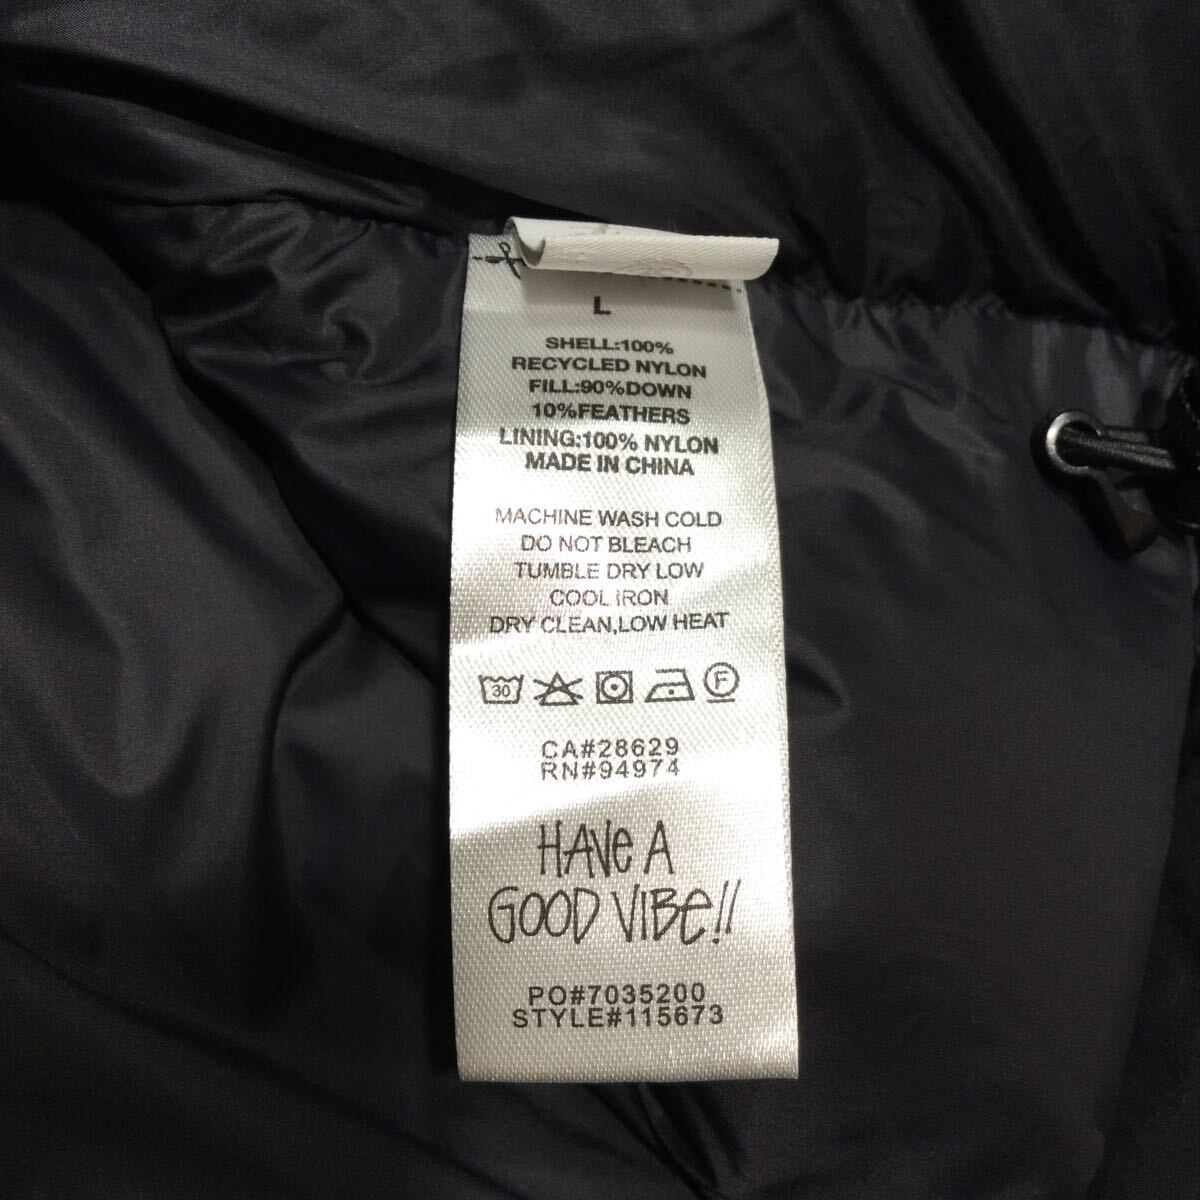 L
SHELL:100%
RECYCLED NYLON
FILL:90%DOWN
10%FEATHERS
LINING:100% NYLON
MADE IN CHINA
MACHINE WASH COLD
DO NOT BLEACH
TUMBLE DRY LOW
COOL IRON
DRY CLEAN,LOW HEAT
30 F
CA#28629
RN#94974
HAVe A
GOOD VIBe!!
PO#7035200
STYLE#115673